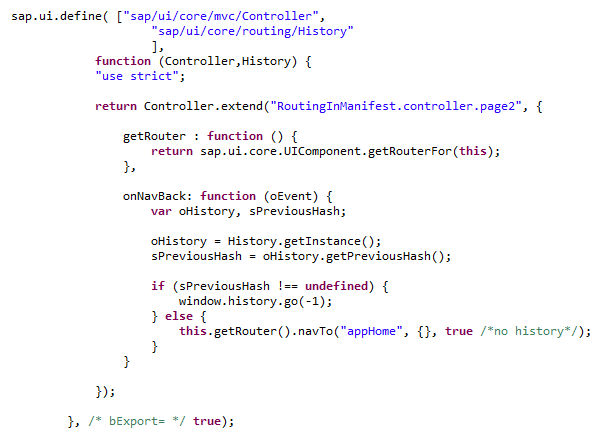 sap.ui.define( ["sap/ui/core/mvc/Controller",
"sap/ui/core/routing/History"
],
function (Controller,History) {
"use strict";
return Controller.extend("RoutingInManifest.controller.page2", {
getRouter : function () {
return sap.ui.core.UIComponent.getRouterFor(this);
},
onNavBack: function (oEvent) {
var oHistory, sPreviousHash;
oHistory = History.getInstance();
sPreviousHash = oHistory.getPreviousHash();
if (sPreviousHash !== undefined) {
window.history.go(-1);
} else {
this.getRouter().navTo("appHome", {}, true /*no history*/);
}
}
});
}, /* bExport= */ true);